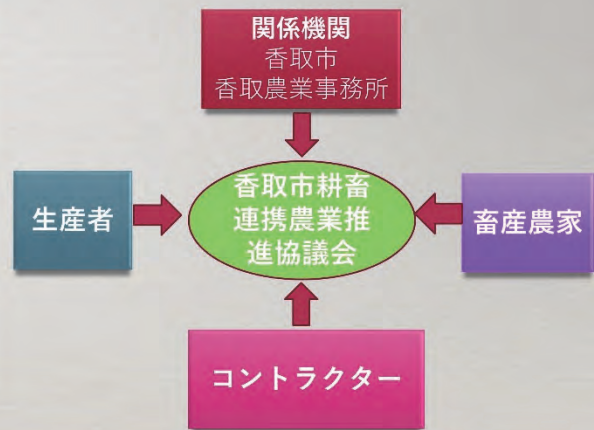 関係機関
香取市
香取農業事務所
生産者
香取市耕畜
連携農業推
進協議会
畜産農家
コントラクター